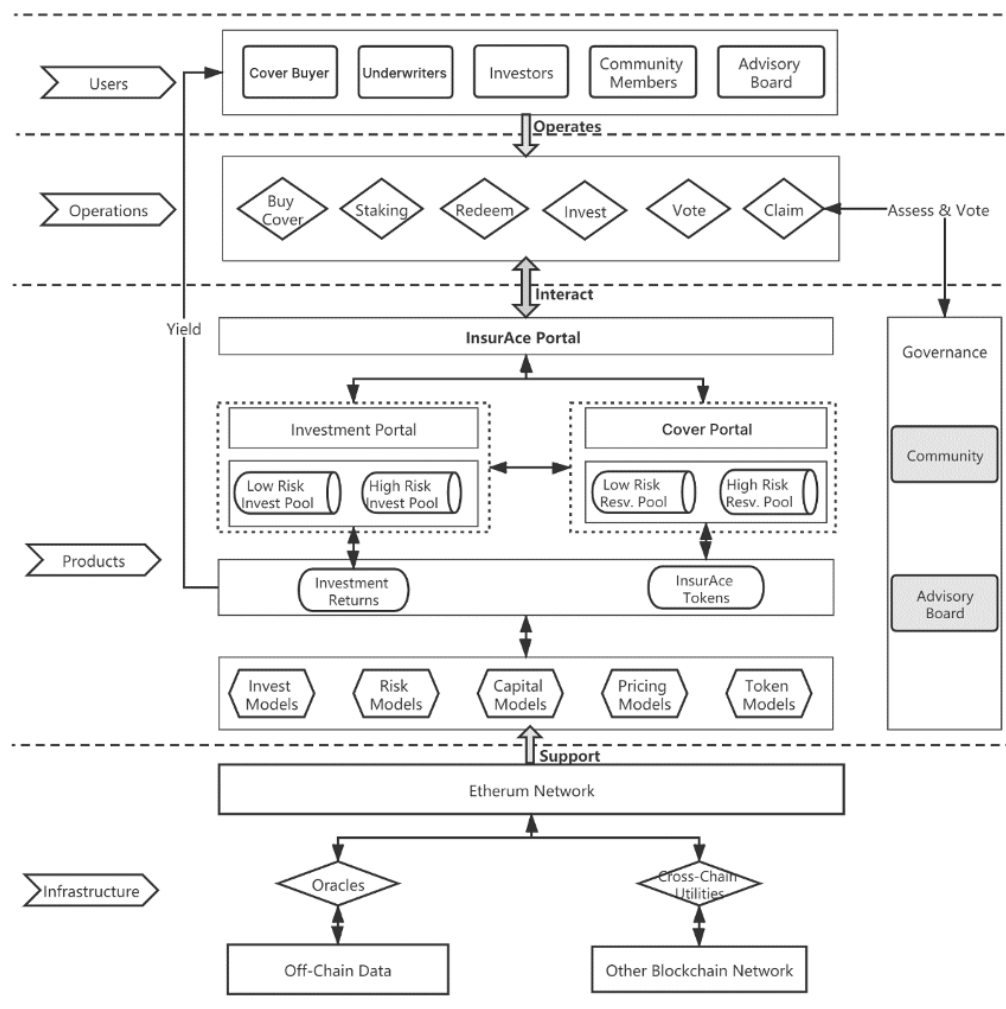 Users
Cover Buyer
Underwriters
Investors
Community
Members
Advisory
Board
Operates
Operations
Buy
Cover
Staking
Redeem
Invest
Vote
Claim
Assess & Vote
Interact
Yield
InsurAce Portal
Governance
Investment Portal
Cover Portal
Community
Low Risk
Invest Pool
High Risk
Invest Pool
Low Risk
Resv. Pool
High Risk
Resv. Pool
Products
Investment
Returns
InsurAce
Tokens
Advisory
Board
Invest
Models
Risk
Models
Capital
Models
Pricing
Models
Token
Models
Support
Etherum Network
Infrastructure
Oracles
Cross-Chain
Utilities
Off-Chain Data
Other Blockchain Network